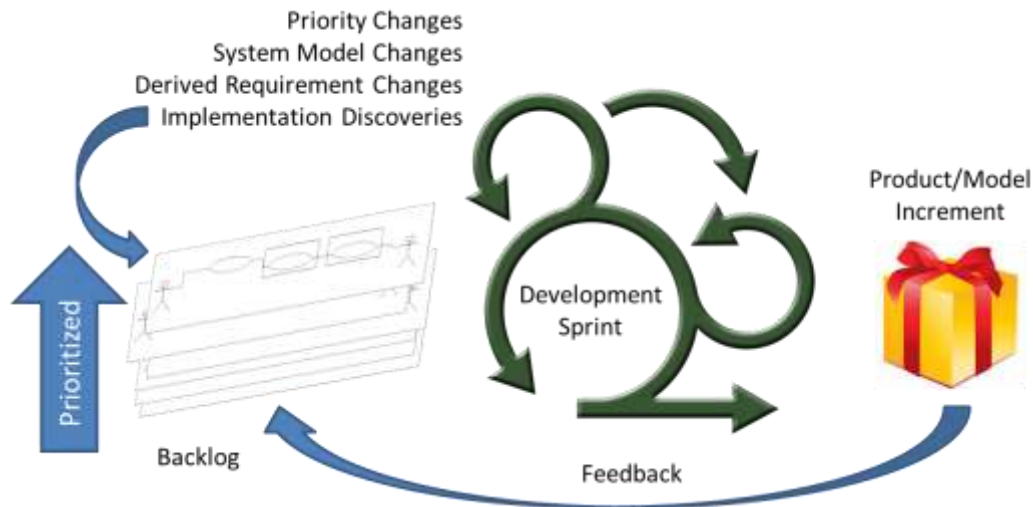 Priority Changes
System Model Changes
Derived Requirement Changes
Implementation Discoveries
Product/Model
Increment
Prioritized
Development
Sprint
Backlog
Feedback